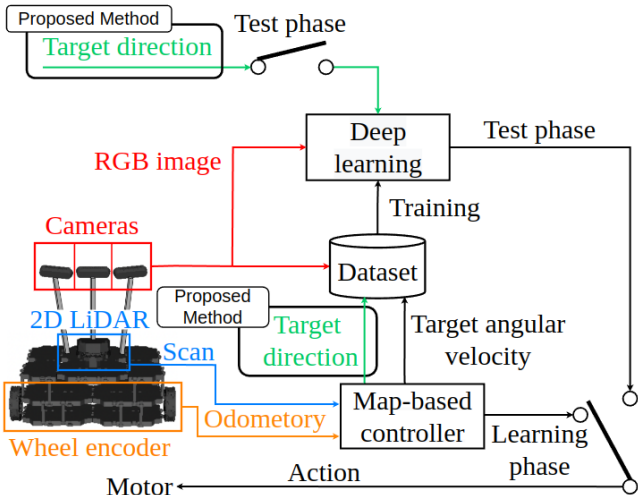 Proposed Method
Target direction
Test phase
Deep
learning
Test phase
RGB image
Training
Cameras
Dataset
Proposed
Method
2D LiDAR
Target
direction
Target angular
velocity
Scan
Map-based
controller
Odometory
Wheel encoder
Learning
phase
Action
Motor